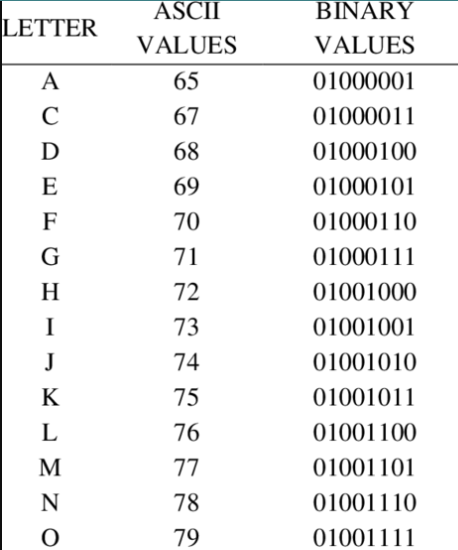 LETTER ASCII VALUES BINARY VALUES
A 65 01000001
C 67 01000011
D 68 01000100
E 69 01000101
F 70 01000110
G 71 01000111
H 72 01001000
I 73 01001001
J 74 01001010
K 75 01001011
L 76 01001100
M 77 01001101
N 78 01001110
O 79 01001111